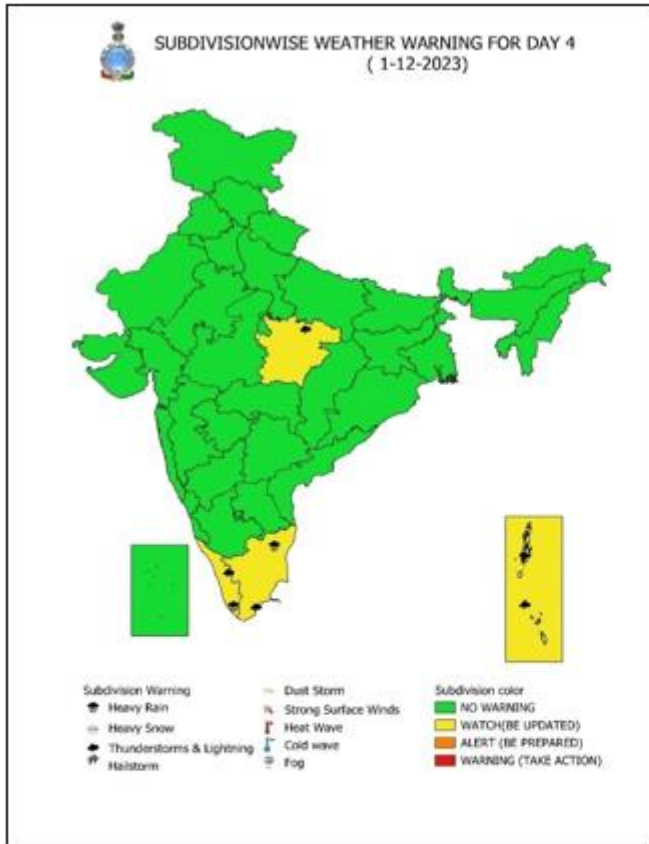 SUBDIVISIONWISE WEATHER WARNING FOR DAY 4
( 1-12-2023)
Subdivision Warning
Heavy Rain
Heavy Snow
Thunderstorms & Lightning
Hailstorm
Dust Storm
Strong Surface Winds
Heat Wave
Cold wave
Fog
Subdivision color
NO WARNING
WATCH(BE UPDATED)
ALERT (BE PREPARED)
WARNING (TAKE ACTION)